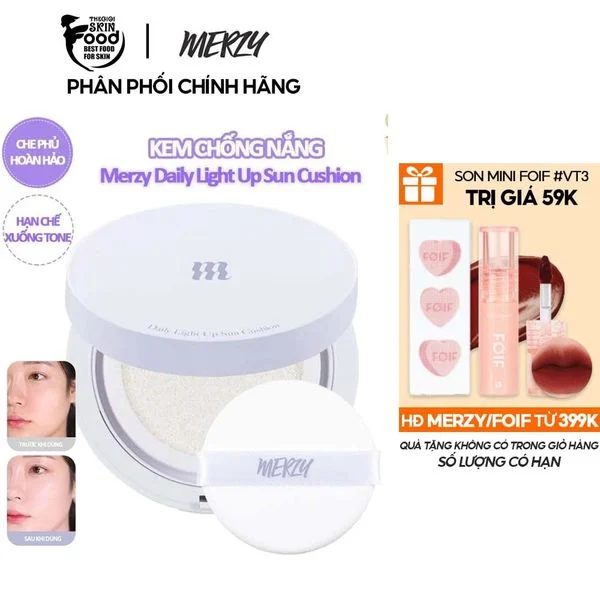 THEGIOI
SKIN
Food
BEST FOOD
FOR SKIN
MERZY
PHÂN PHỐI CHÍNH HÃNG
CHE PHỦ
HOÀN HẢO
KEM CHỐNG NẮNG
Merzy Daily Light Up Sun Cushion
HẠN CHẾ
XUỐNG TONE
m
Daily Light Up Sun Cushion
TRƯỚC KHI DÙNG
SAU KHI DÙNG
MERZY
SON MINI FOIF #VT3
TRỊ GIÁ 59K
FOIF
FOIF
FOIF
FOIF
HĐ MERZY/FOIF TỪ 399K
QUÀ TẶNG KHÔNG CÓ TRONG GIỎ HÀNG
SỐ LƯỢNG CÓ HẠN